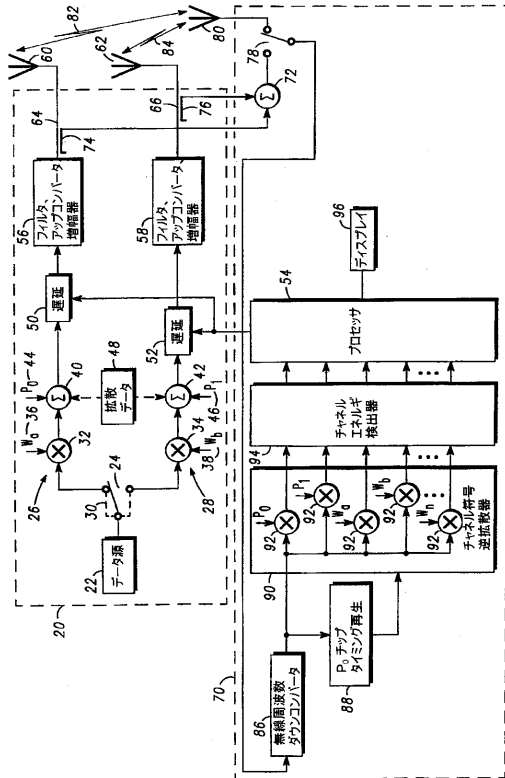 20
22
データ源
24
30
26
28
Wa
36
32
34
38
Wb
P0
44
40
48
拡散
データ
42
46
P1
50
遅延
52
遅延
56
フィルタ、
アップコンバータ、
増幅器
58
フィルタ、
アップコンバータ、
増幅器
64
74
66
76
60
62
82
84
80
78
72
70
86
無線周波数
ダウンコンバータ
88
P0チップ
タイミング再生
90
P0
92
P1
92
Wa
92
Wb
92
Wn
92
チャネル符号
逆拡散器
94
チャネル
エネルギ
検出器
54
プロセッサ
96
ディスプレイ